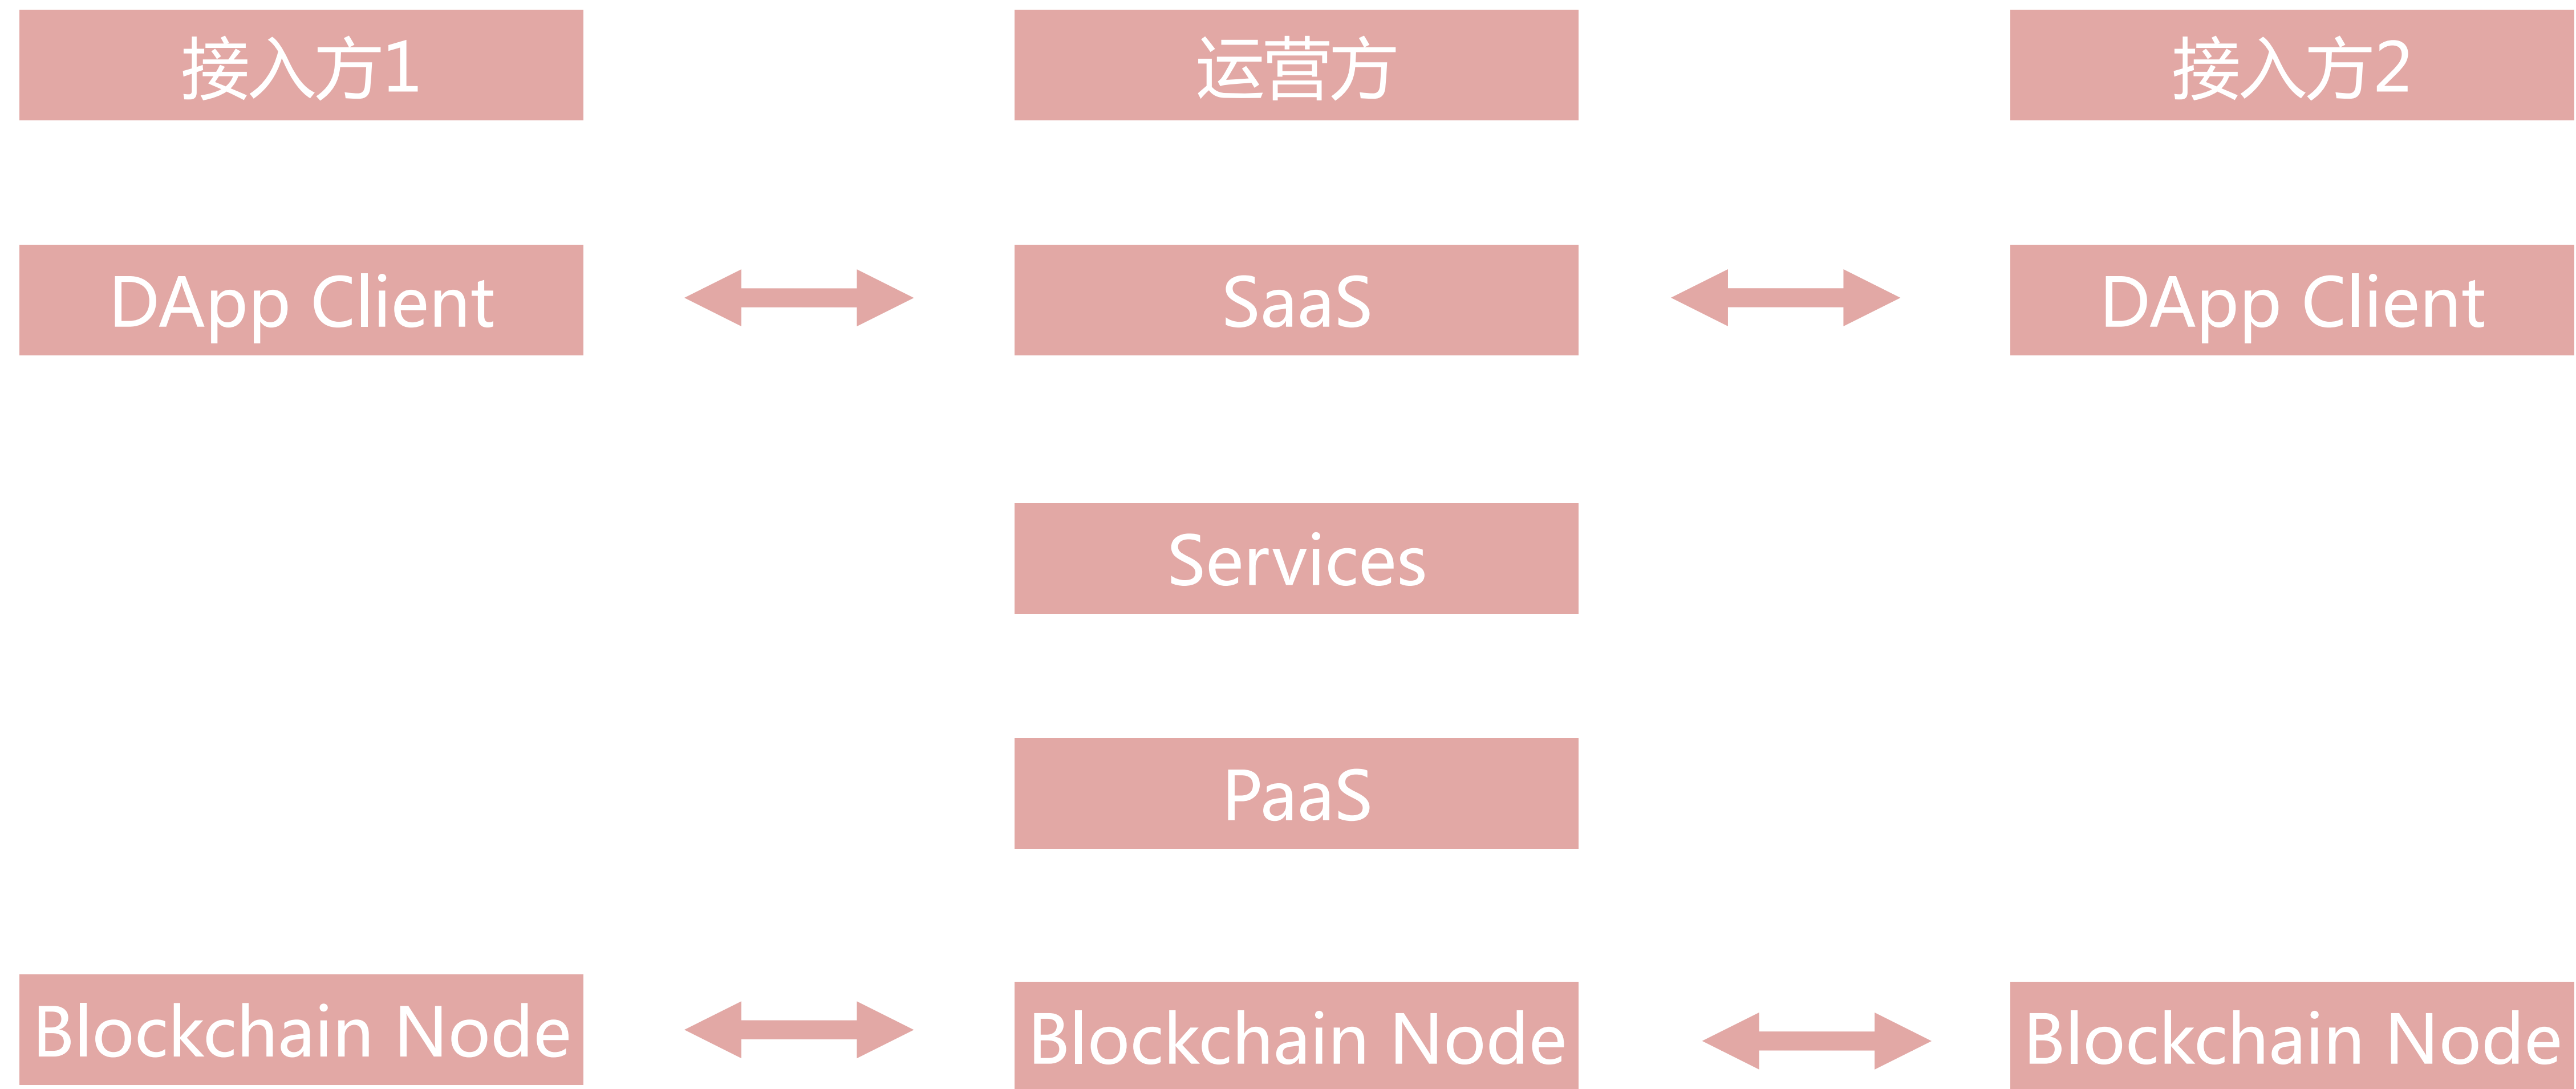 接入方1
运营方
接入方2
DApp Client
SaaS
DApp Client
Services
PaaS
Blockchain Node
Blockchain Node
Blockchain Node